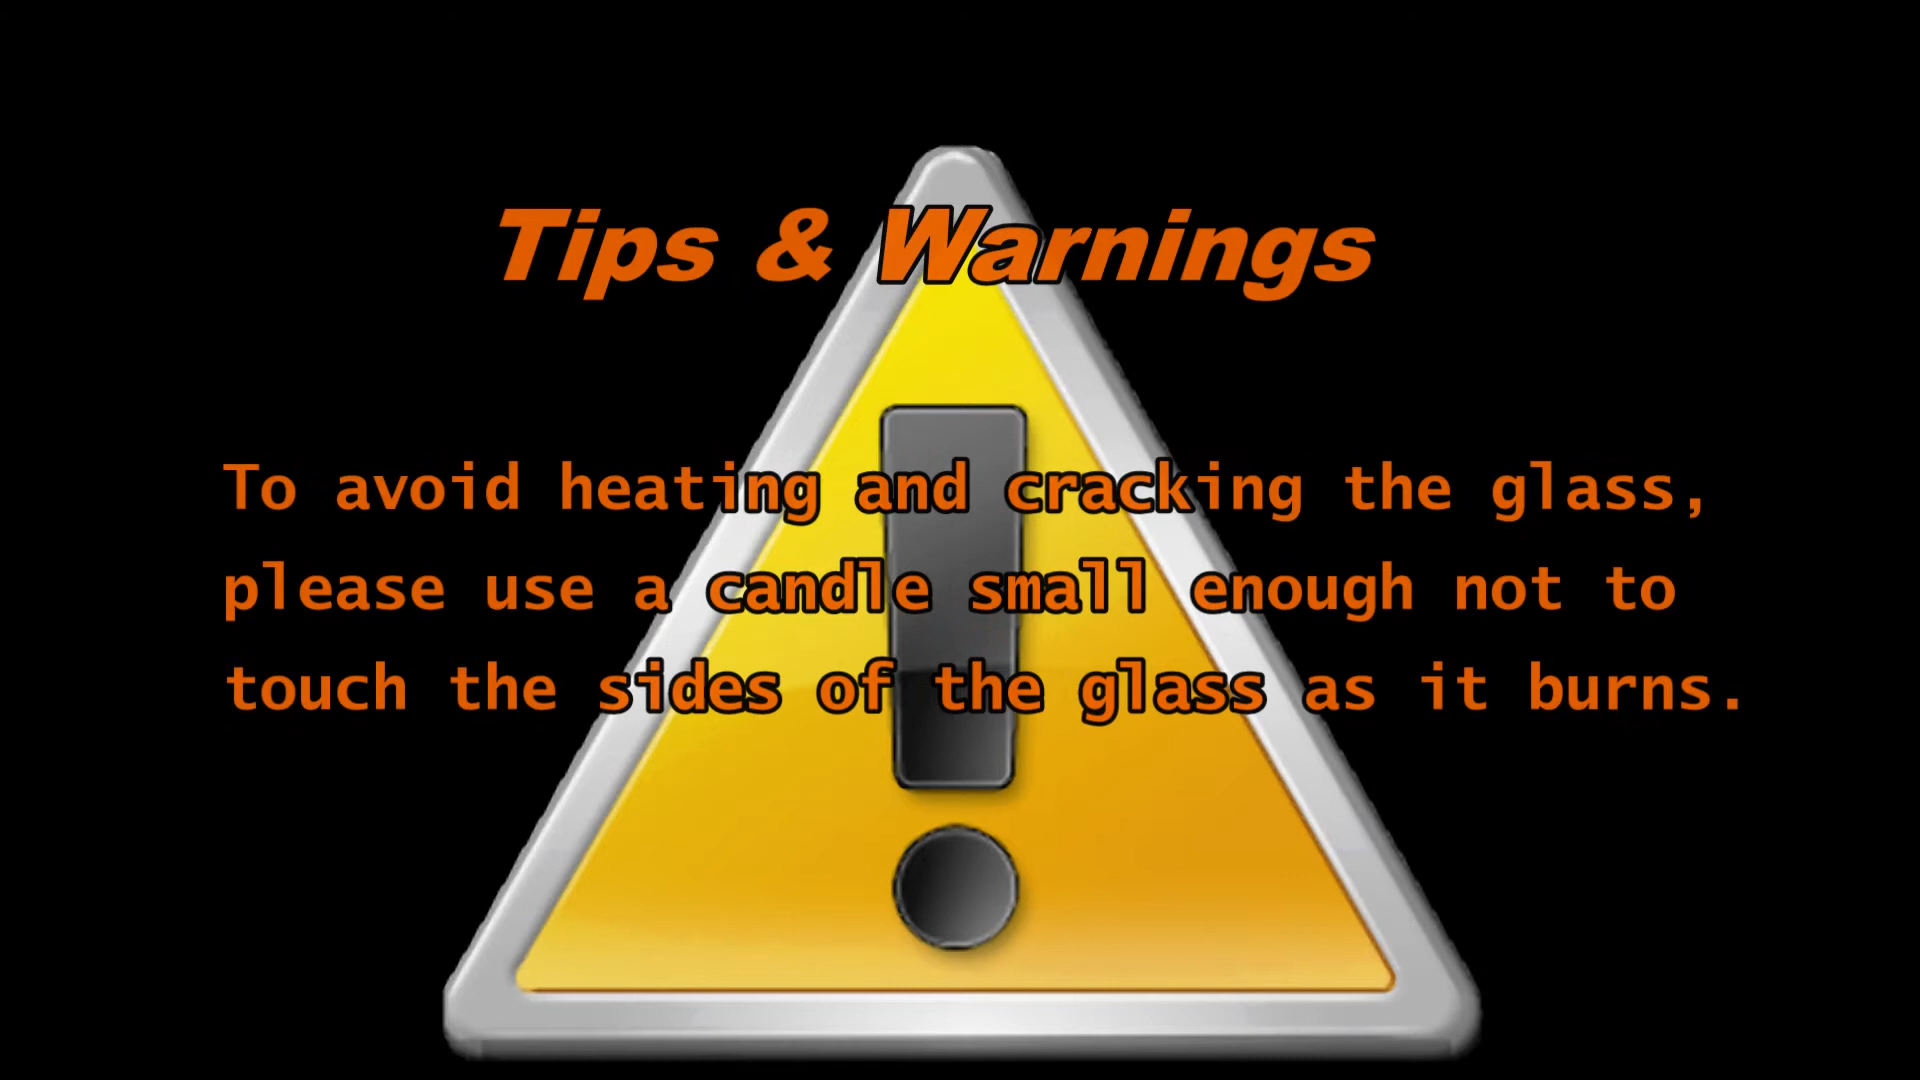 Tips & Warnings
To avoid heating and cracking the glass,
please use a candle small enough not to
touch the sides of the glass as it burns.